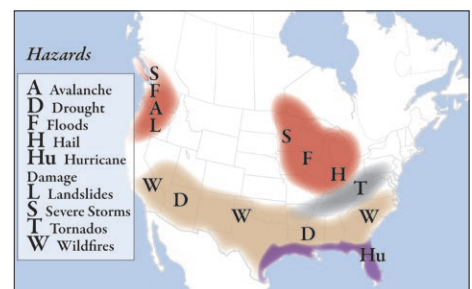 Hazards
A Avalanche
D Drought
F Floods
H Hail
Hu Hurricane
Damage
L Landslides
S Severe Storms
T Tornados
W Wildfires
S
F
A
L
S
F
H
T
W
D
W
W
D
Hu